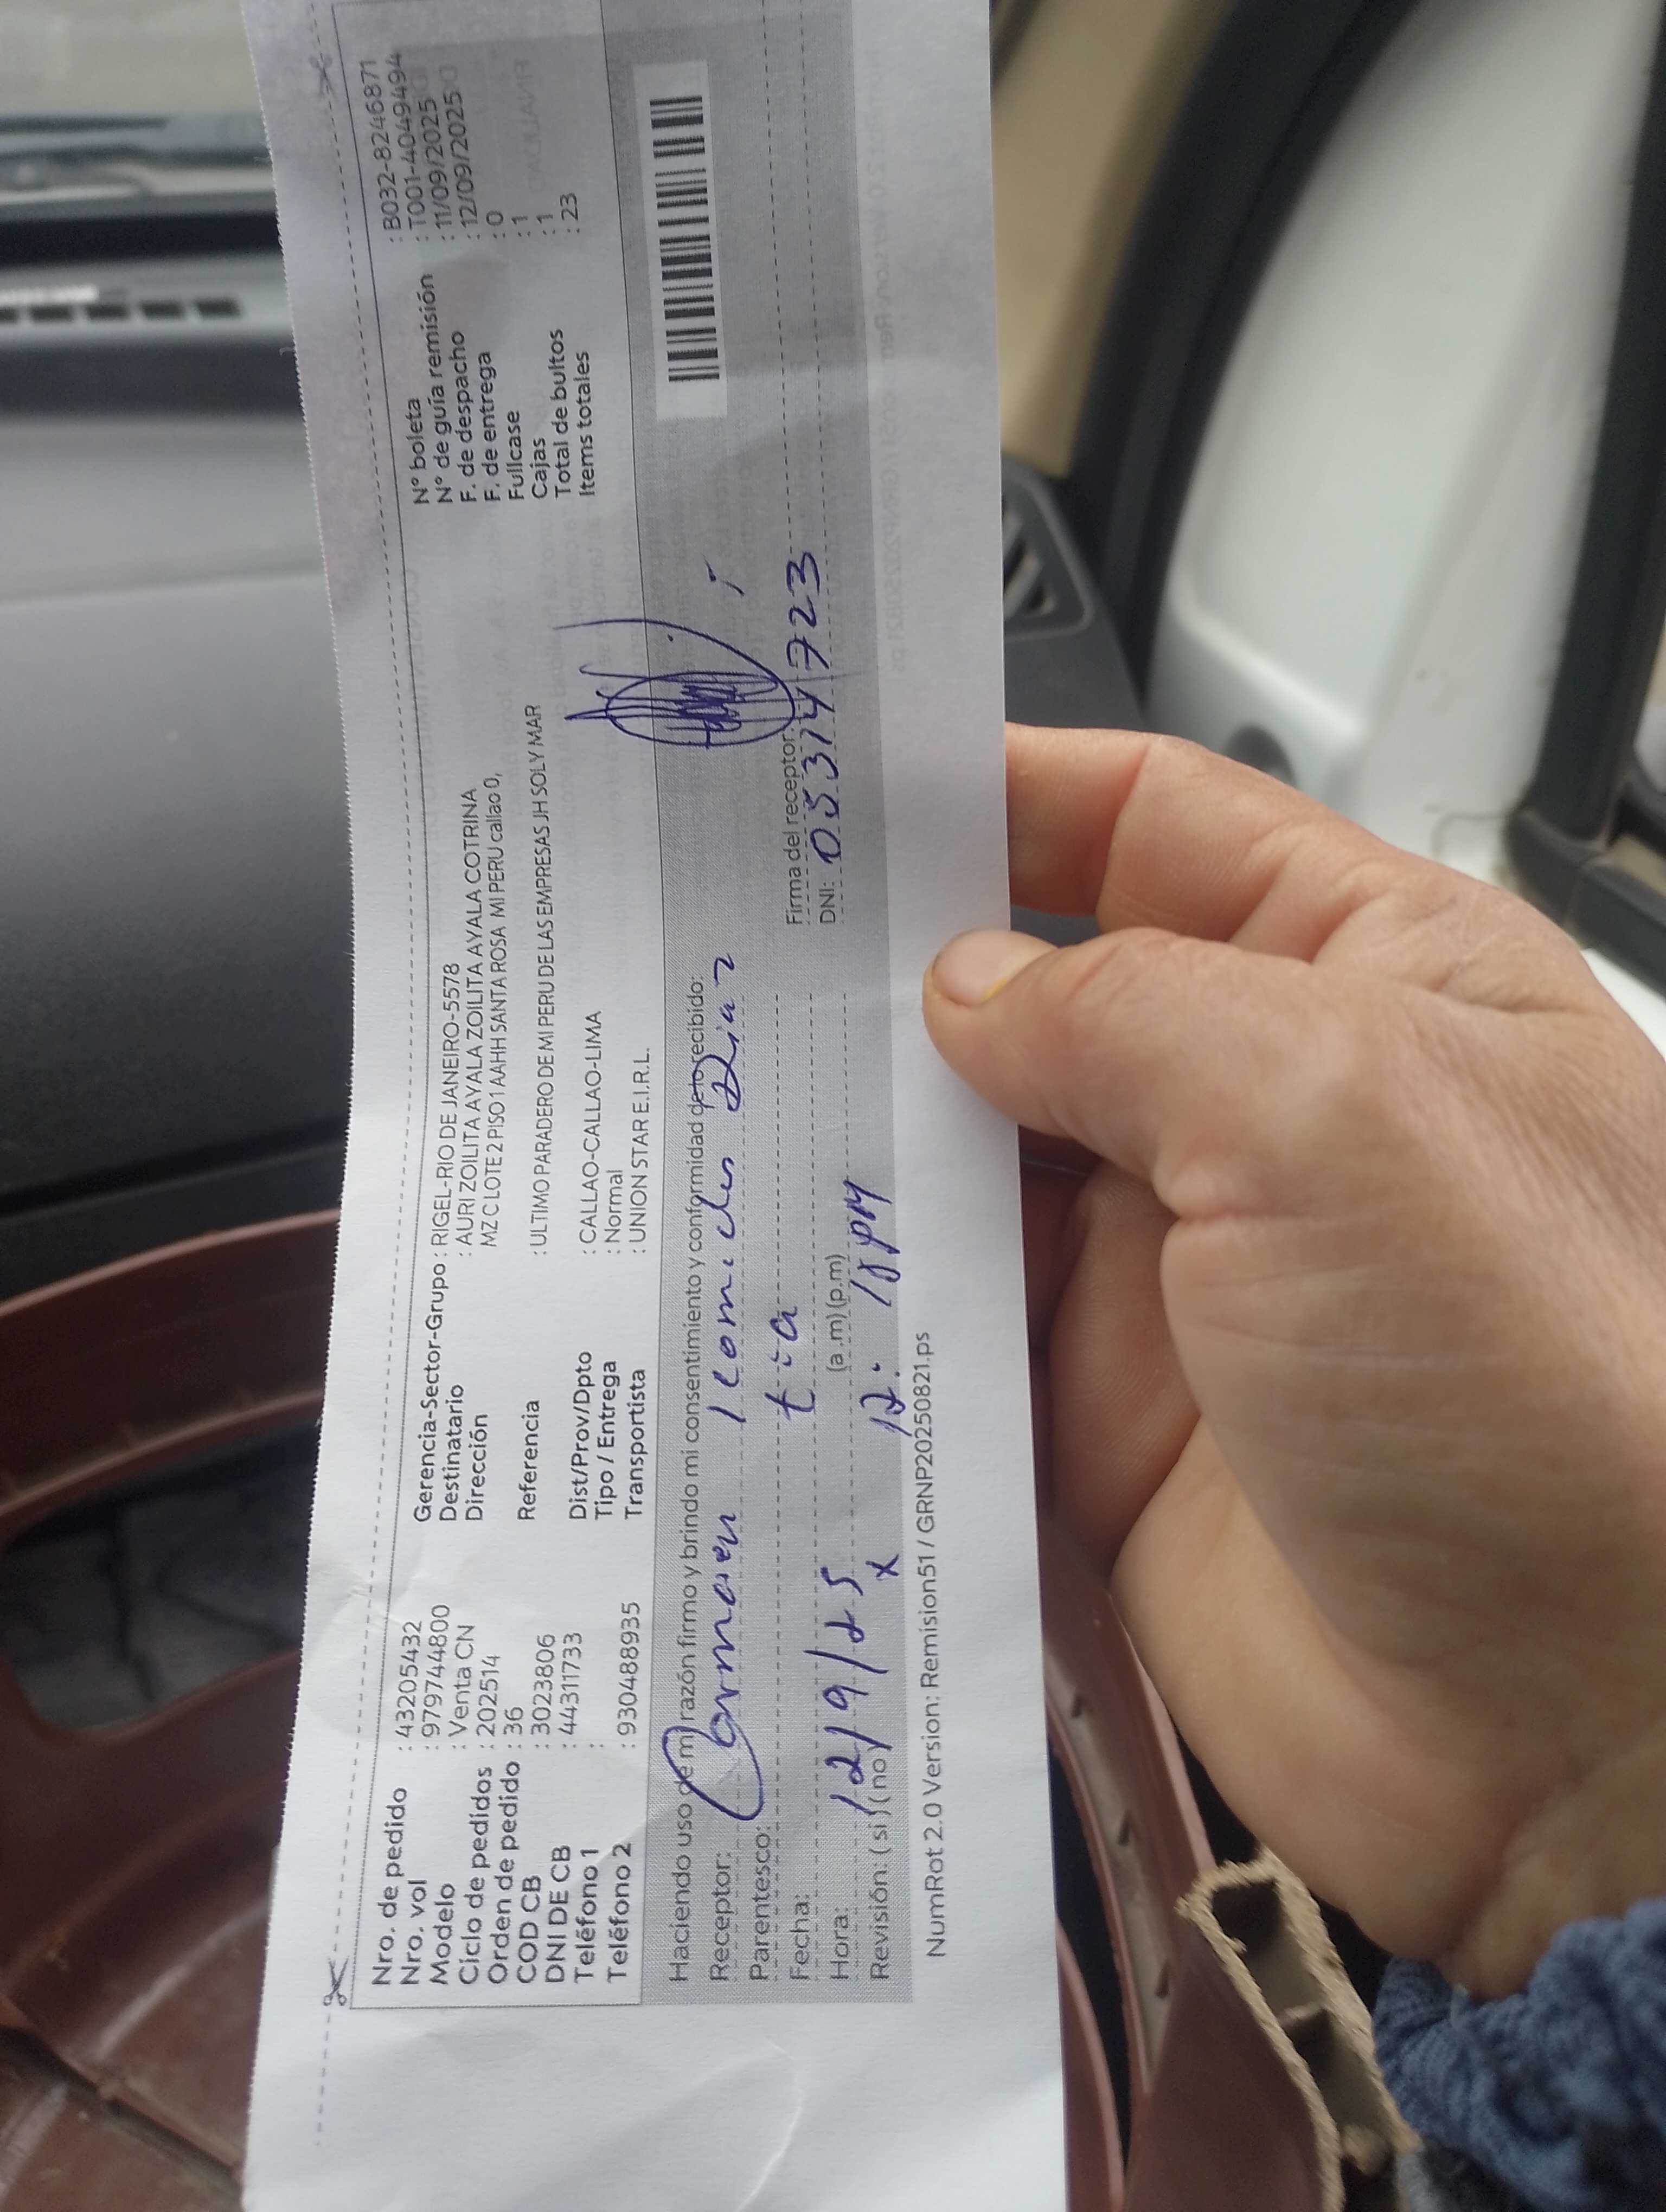 Nro. de pedido : 43205432
Nro. vol : 979744800
Modelo : Venta CN
Ciclo de pedidos : 202514
Orden de pedido : 36
COD CB : 3023806
DNI DE CB : 44311733
Teléfono 1 :
Teléfono 2 : 930488935
Gerencia-Sector-Grupo : RIGEL-RIO DE JANEIRO-5578
Destinatario : AURI ZOILITA AYALA ZOILITA AYALA COTRINA
Dirección MZ C LOTE 2 PISO 1 AAHH SANTA ROSA MI PERU callao 0,
Referencia : ULTIMO PARADERO DE MI PERU DE LAS EMPRESAS JH SOL Y MAR
Dist/Prov/Dpto : CALLAO-CALLAO-LIMA
Tipo / Entrega : Normal
Transportista : UNION STAR E.I.R.L.
N° boleta : B032-8246871
N° de guía remisión : T001-4049494
F. de despacho : 11/09/2025
F. de entrega : 12/09/2025
Fullcase : 0
Cajas : 1
Total de bultos : 1
Items totales : 23
Haciendo uso de mi razón firmo y brindo mi consentimiento y conformidad de lo recibido:
Receptor: Carmen
Parentesco: tia
Fecha: 12/9/25
Hora: (a.m) (p.m) 12:
Revisión: (si) (no) x
Firma del receptor:
DNI: 05314723
NumRot 2.0 Version: Remision51 / GRNP20250821.ps